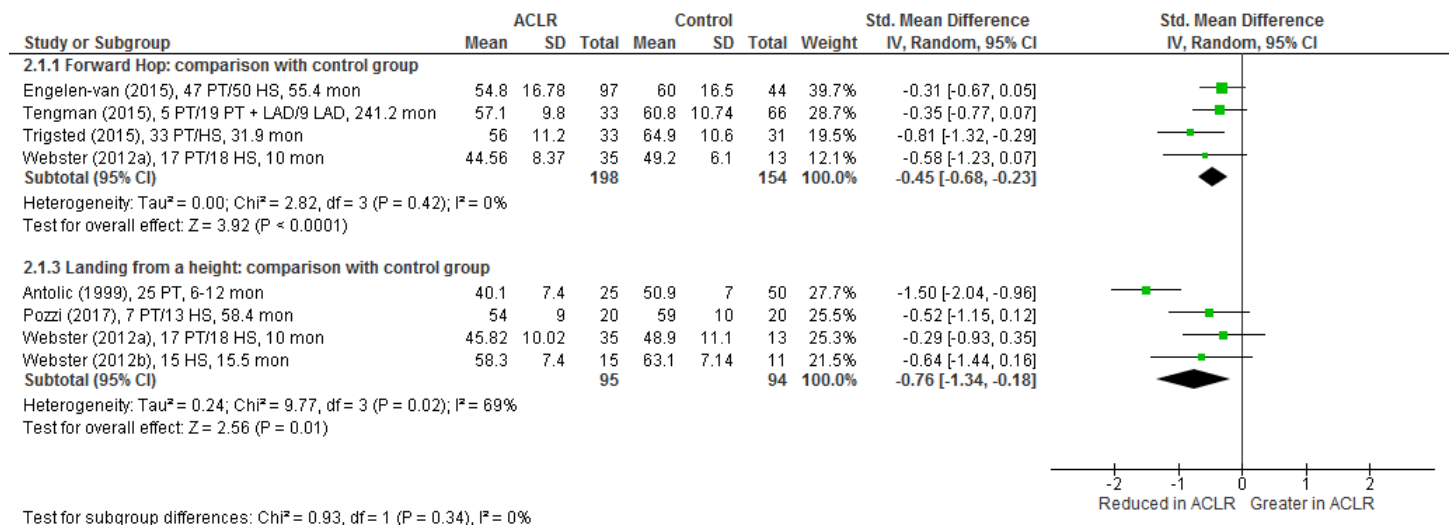 ACLR Control Std. Mean Difference Std. Mean Difference
Study or Subgroup Mean SD Total Mean SD Total Weight IV, Random, 95% CI IV, Random, 95% CI
2.1.1 Forward Hop: comparison with control group
Engelen-van (2015), 47 PT/50 HS, 55.4 mon 54.8 16.78 97 60 16.5 44 39.7% -0.31 [-0.67, 0.05]
Tengman (2015), 5 PT/19 PT + LAD/9 LAD, 241.2 mon 57.1 9.8 33 60.8 10.74 66 28.7% -0.35 [-0.77, 0.07]
Trigsted (2015), 33 PT/HS, 31.9 mon 56 11.2 33 64.9 10.6 31 19.5% -0.81 [-1.32, -0.29]
Webster (2012a), 17 PT/18 HS, 10 mon 44.56 8.37 35 49.2 6.1 13 12.1% -0.58 [-1.23, 0.07]
Subtotal (95% CI) 198 154 100.0% -0.45 [-0.68, -0.23]
Heterogeneity: Tau² = 0.00; Chi² = 2.82, df = 3 (P = 0.42); I² = 0%
Test for overall effect: Z = 3.92 (P < 0.0001)
2.1.3 Landing from a height: comparison with control group
Antolic (1999), 25 PT, 6-12 mon 40.1 7.4 25 50.9 7 50 27.7% -1.50 [-2.04, -0.96]
Pozzi (2017), 7 PT/13 HS, 58.4 mon 54 9 20 59 10 20 25.5% -0.52 [-1.15, 0.12]
Webster (2012a), 17 PT/18 HS, 10 mon 45.82 10.02 35 48.9 11.1 13 25.3% -0.29 [-0.93, 0.35]
Webster (2012b), 15 HS, 15.5 mon 58.3 7.4 15 63.1 7.14 11 21.5% -0.64 [-1.44, 0.16]
Subtotal (95% CI) 95 94 100.0% -0.76 [-1.34, -0.18]
Heterogeneity: Tau² = 0.24; Chi² = 9.77, df = 3 (P = 0.02); I² = 69%
Test for overall effect: Z = 2.56 (P = 0.01)
-2 -1 0 1 2
Reduced in ACLR Greater in ACLR
Test for subgroup differences: Chi² = 0.93, df = 1 (P = 0.34), I² = 0%